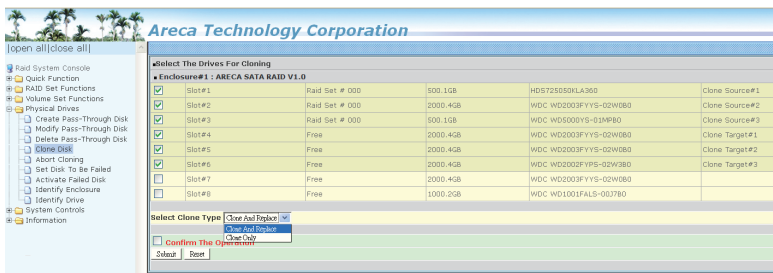 Areca Technology Corporation
|open all|close all|
Raid System Console
Quick Function
RAID Set Functions
Volume Set Functions
Physical Drives
Create Pass-Through Disk
Modify Pass-Through Disk
Delete Pass-Through Disk
Clone Disk
Abort Cloning
Set Disk To Be Failed
Activate Failed Disk
Identify Enclosure
Identify Drive
System Controls
Information
Select The Drives For Cloning
Enclosure#1 : ARECA SATA RAID V1.0
Slot#1 Raid Set # 000 500.1GB HDS725050KLA360 Clone Source#1
Slot#2 Raid Set # 000 2000.4GB WDC WD2003FYYS-02W0B0 Clone Source#2
Slot#3 Raid Set # 000 500.1GB WDC WD5000YS-01MPB0 Clone Source#3
Slot#4 Free 2000.4GB WDC WD2003FYYS-02W0B0 Clone Target#1
Slot#5 Free 2000.4GB WDC WD2003FYYS-02W0B0 Clone Target#2
Slot#6 Free 2000.4GB WDC WD2002FYPS-02W3B0 Clone Target#3
Slot#7 Free 2000.4GB WDC WD2003FYYS-02W0B0
Slot#8 Free 1000.2GB WDC WD1001FALS-00J7B0
Select Clone Type Clone And Replace
Clone And Replace
Clone Only
Confirm The Operation
Submit Reset